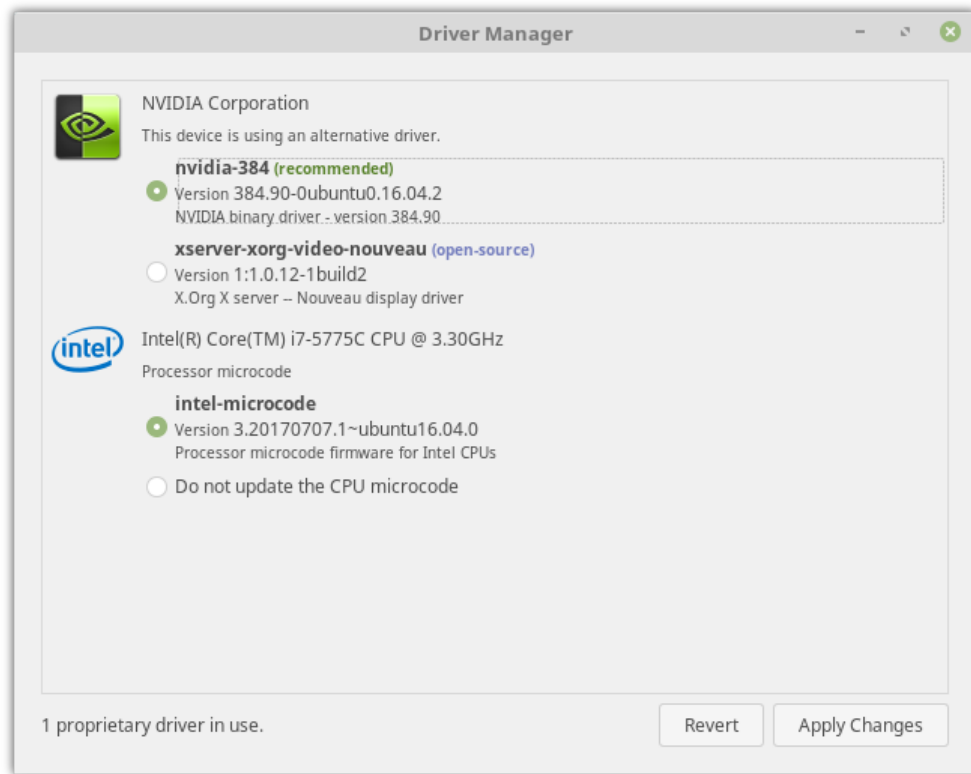 Driver Manager
NVIDIA Corporation
This device is using an alternative driver.
nvidia-384 (recommended)
Version 384.90-0ubuntu0.16.04.2
NVIDIA binary driver - version 384.90
xserver-xorg-video-nouveau (open-source)
Version 1:1.0.12-1build2
X.Org X server -- Nouveau display driver
intel
Intel(R) Core(TM) i7-5775C CPU @ 3.30GHz
Processor microcode
intel-microcode
Version 3.20170707.1~ubuntu16.04.0
Processor microcode firmware for Intel CPUs
Do not update the CPU microcode
1 proprietary driver in use.
Revert
Apply Changes